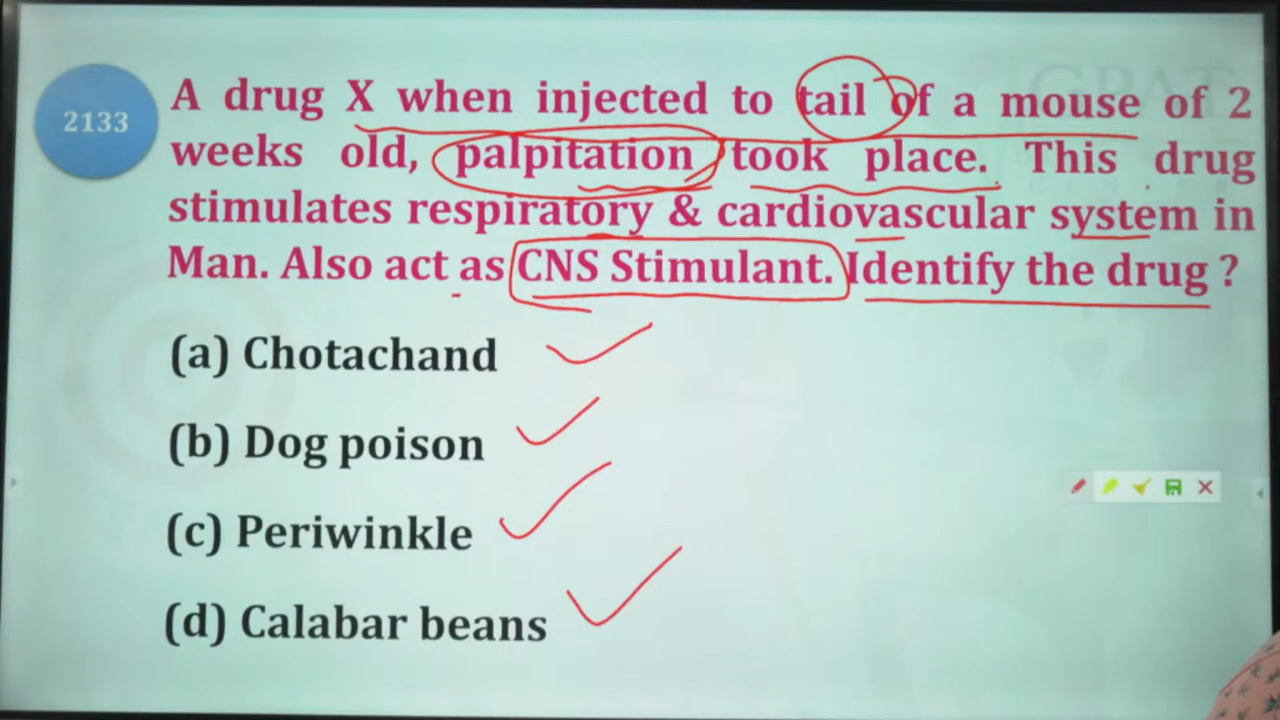 2133
A drug X when injected to tail of a mouse of 2
weeks old, palpitation took place. This drug
stimulates respiratory & cardiovascular system in
Man. Also act as CNS Stimulant. Identify the drug ?
(a) Chotachand
(b) Dog poison
(c) Periwinkle
(d) Calabar beans